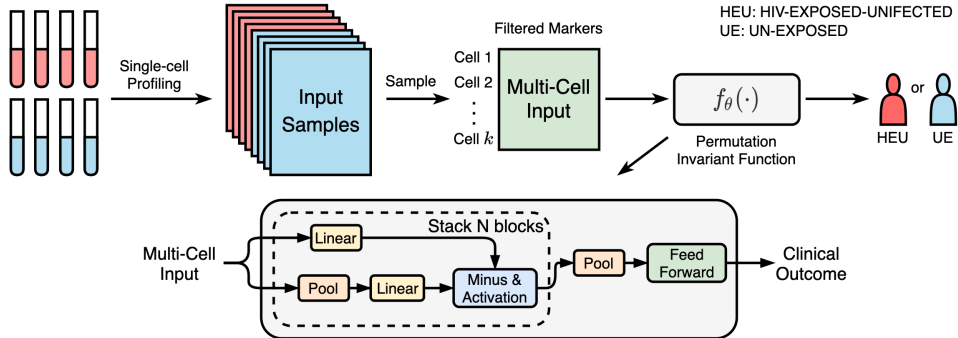 HEU: HIV-EXPOSED-UNIFECTED
UE: UN-EXPOSED
Single-cell
Profiling
Input
Samples
Sample
Filtered Markers
Cell 1
Cell 2
⋮
Cell k
Multi-Cell
Input
f_θ(·)
Permutation
Invariant Function
or
HEU
UE
Multi-Cell
Input
Stack N blocks
Linear
Pool
Linear
Minus &
Activation
Pool
Feed
Forward
Clinical
Outcome